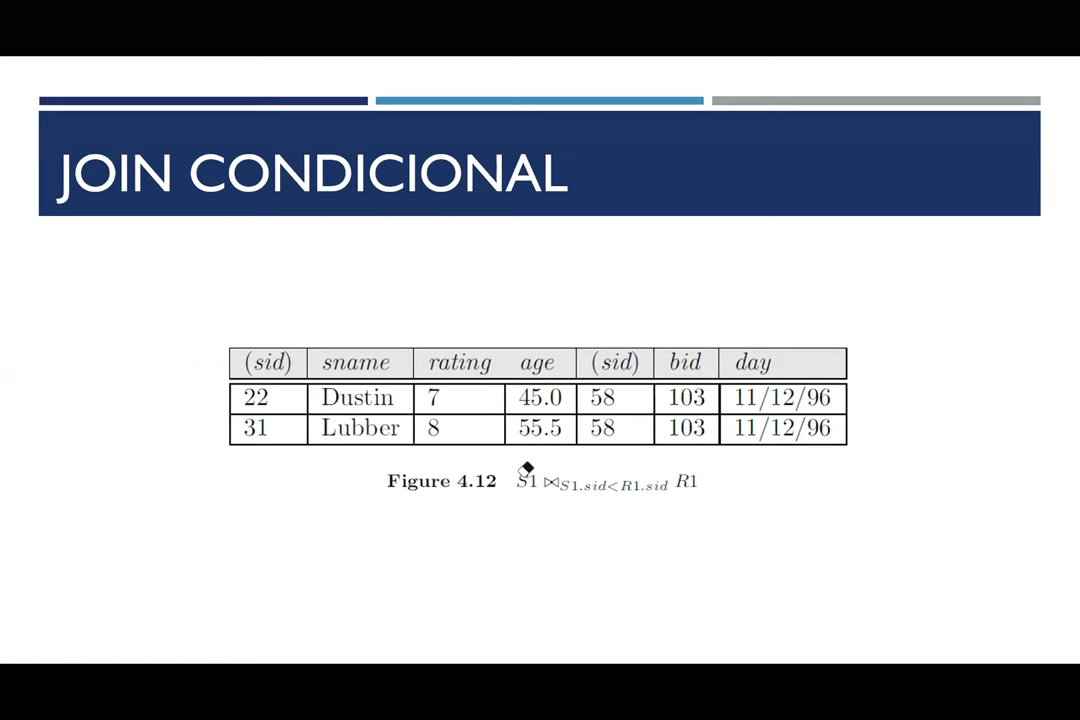 JOIN CONDICIONAL
(sid) sname rating age (sid) bid day
22 Dustin 7 45.0 58 103 11/12/96
31 Lubber 8 55.5 58 103 11/12/96
Figure 4.12 S1 ⋈S1.sid<R1.sid R1